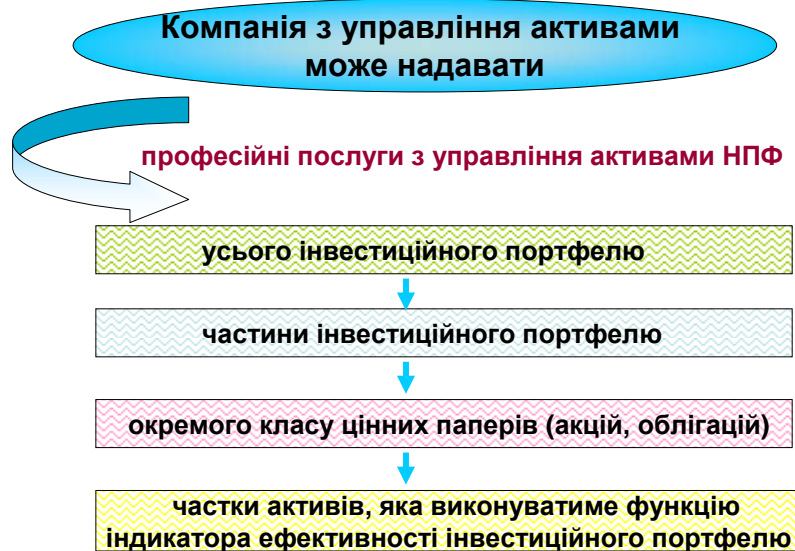 Компанія з управління активами
може надавати
професійні послуги з управління активами НПФ
усього інвестиційного портфелю
частини інвестиційного портфелю
окремого класу цінних паперів (акцій, облігацій)
частки активів, яка виконуватиме функцію
індикатора ефективності інвестиційного портфелю